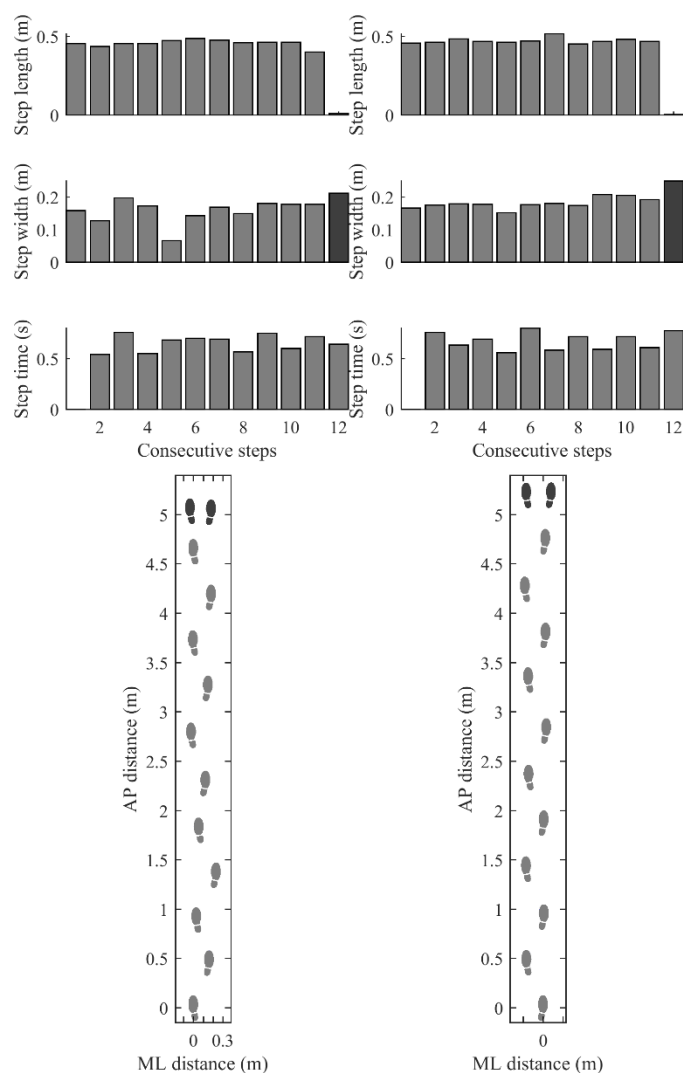 Step length (m)
0.5
0
Step length (m)
0.5
0
Step width (m)
0.2
0.1
0
Step width (m)
0.2
0.1
0
Step time (s)
0.5
0
2 4 6 8 10 12
Consecutive steps
Step time (s)
0.5
0
2 4 6 8 10 12
Consecutive steps
AP distance (m)
5
4.5
4
3.5
3
2.5
2
1.5
1
0.5
0
0 0.3
ML distance (m)
AP distance (m)
5
4.5
4
3.5
3
2.5
2
1.5
1
0.5
0
0
ML distance (m)